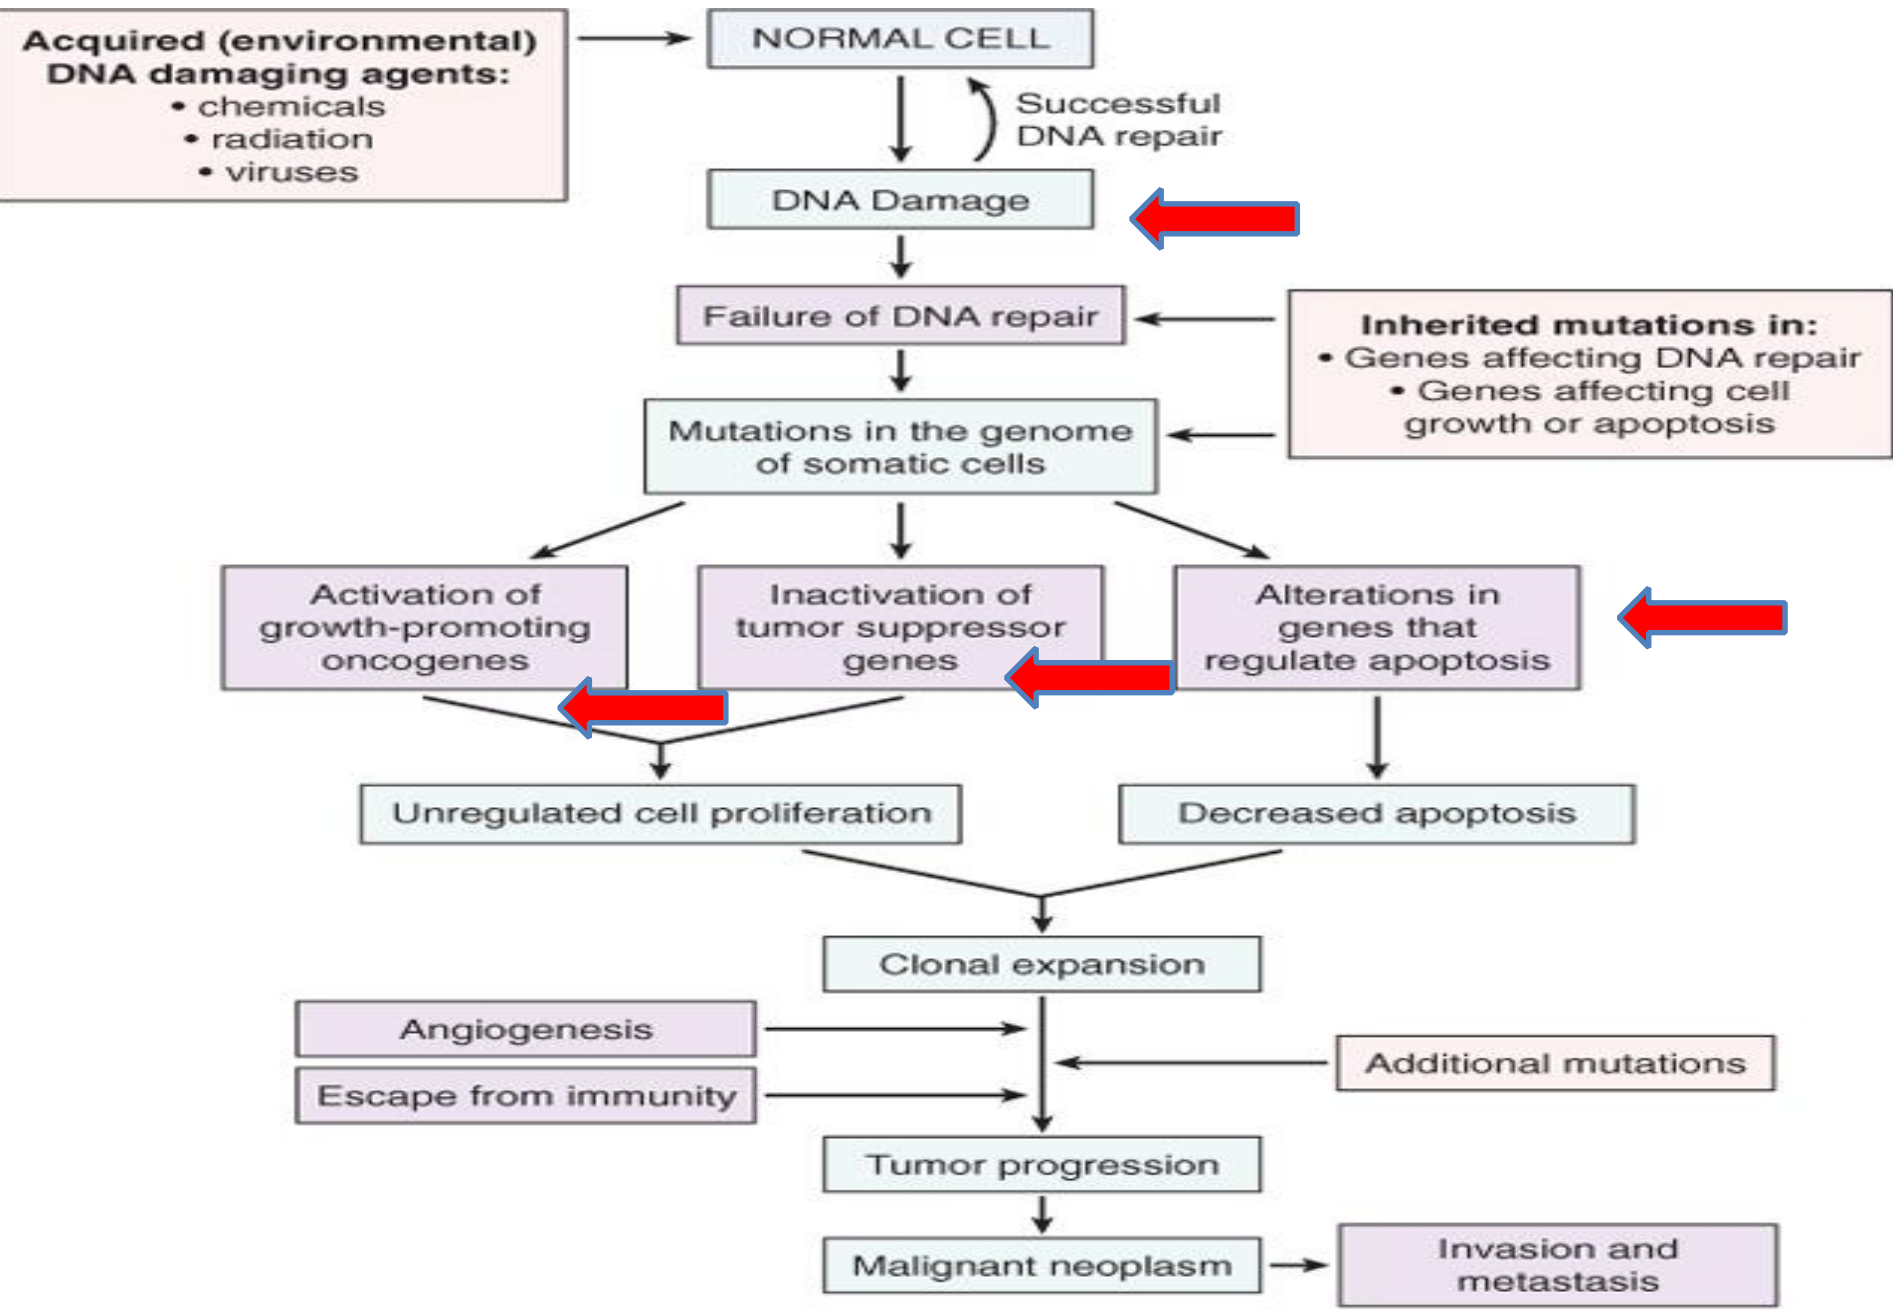 Acquired (environmental)
DNA damaging agents:
• chemicals
• radiation
• viruses
NORMAL CELL
Successful
DNA repair
DNA Damage
Failure of DNA repair
Inherited mutations in:
• Genes affecting DNA repair
• Genes affecting cell
growth or apoptosis
Mutations in the genome
of somatic cells
Activation of
growth-promoting
oncogenes
Inactivation of
tumor suppressor
genes
Alterations in
genes that
regulate apoptosis
Unregulated cell proliferation
Decreased apoptosis
Clonal expansion
Angiogenesis
Escape from immunity
Additional mutations
Tumor progression
Malignant neoplasm
Invasion and
metastasis